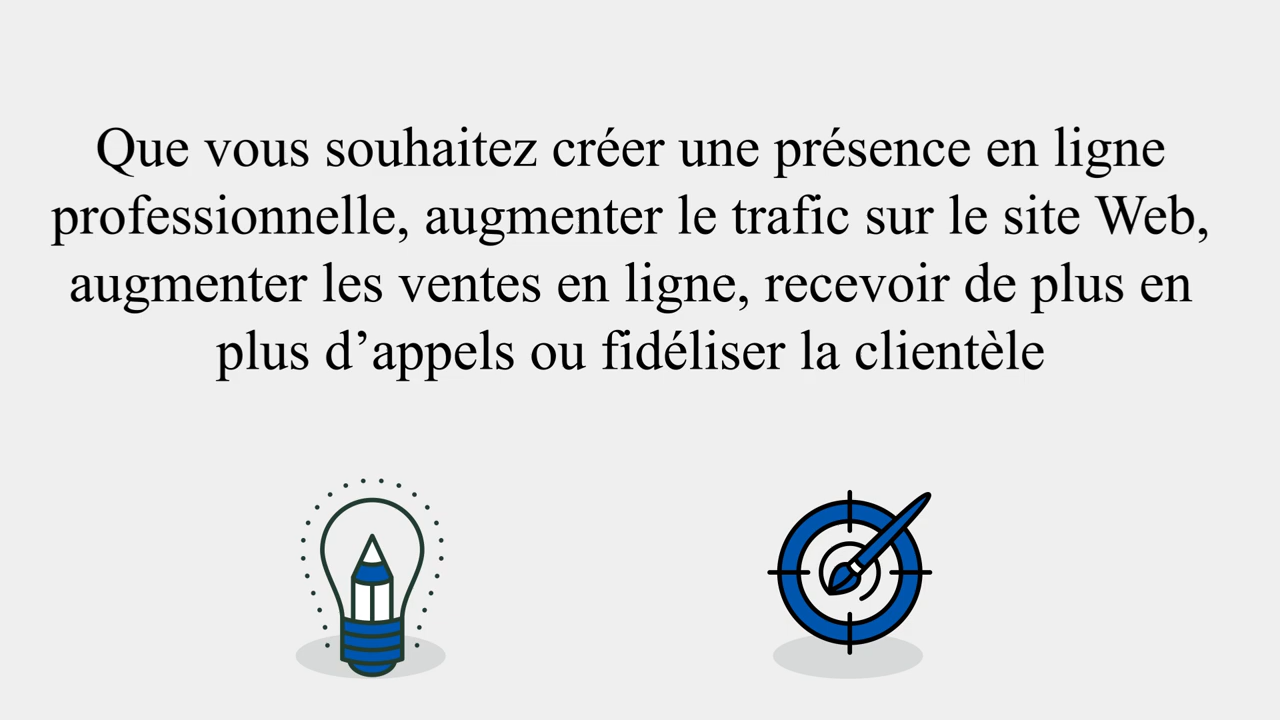 Que vous souhaitez créer une présence en ligne
professionnelle, augmenter le trafic sur le site Web,
augmenter les ventes en ligne, recevoir de plus en
plus d’appels ou fidéliser la clientèle